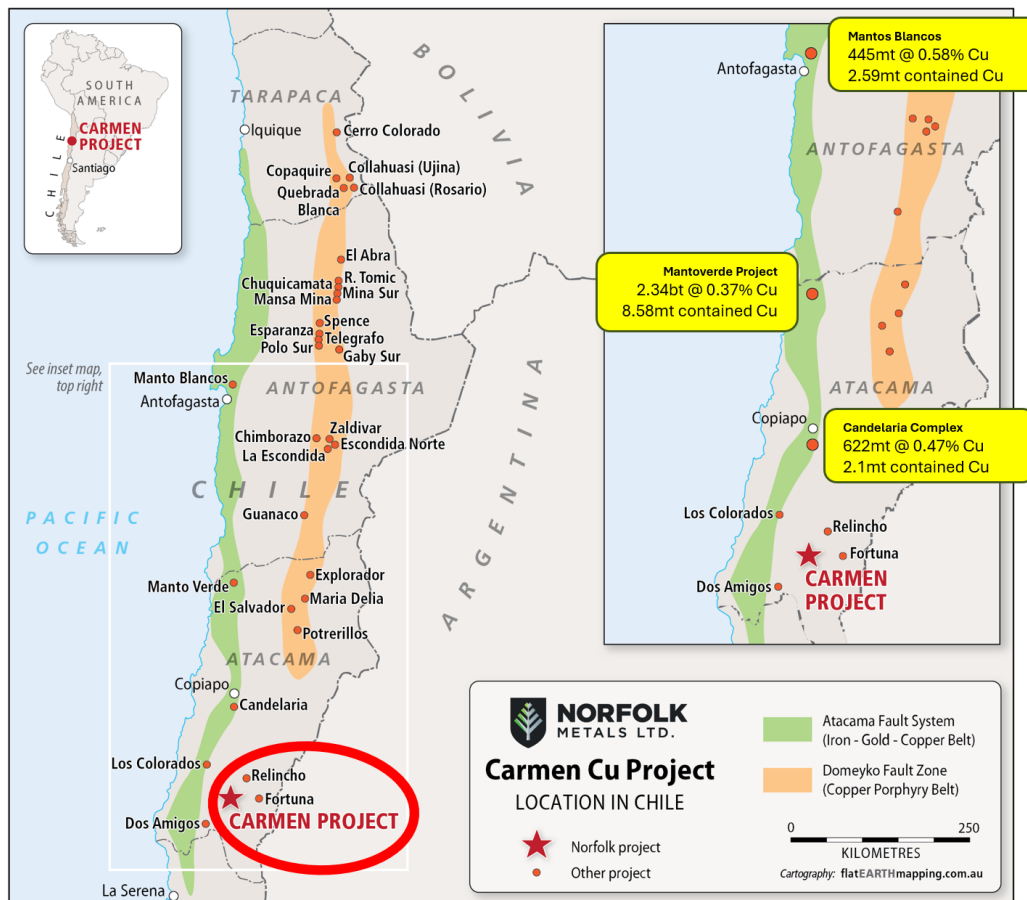 SOUTH
AMERICA
CARMEN
PROJECT
CHILE
Santiago
BOLIVIA
TARAPACA
Iquique
Cerro Colorado
Copaquire
Collahuasi (Ujina)
Quebrada
Blanca
Collahuasi (Rosario)
El Abra
Chuquicamata
R. Tomic
Mansa Mina
Mina Sur
Spence
Esperanza
Telegrafo
Polo Sur
Gaby Sur
See inset map,
top right
Manto Blancos
ANTOFAGASTA
Antofagasta
Chimborazo
Zaldivar
Escondida Norte
La Escondida
CHILE
ARGENTINA
Guanaco
PACIFIC
OCEAN
Manto Verde
Explorador
Maria Delia
El Salvador
Potrerillos
ATACAMA
Copiapo
Candelaria
Los Colorados
Relincho
Fortuna
CARMEN PROJECT
Dos Amigos
La Serena
Mantos Blancos
445mt @ 0.58% Cu
2.59mt contained Cu
Antofagasta
ANTOFAGASTA
Mantoverde Project
2.34bt @ 0.37% Cu
8.58mt contained Cu
ATACAMA
Copiapo
Candelaria Complex
622mt @ 0.47% Cu
2.1mt contained Cu
Los Colorados
Relincho
Fortuna
CARMEN
PROJECT
Dos Amigos
NORFOLK
METALS LTD.
Carmen Cu Project
LOCATION IN CHILE
Norfolk project
Other project
Atacama Fault System
(Iron - Gold - Copper Belt)
Domeyko Fault Zone
(Copper Porphyry Belt)
0 250
KILOMETRES
Cartography: flatEARTHmapping.com.au